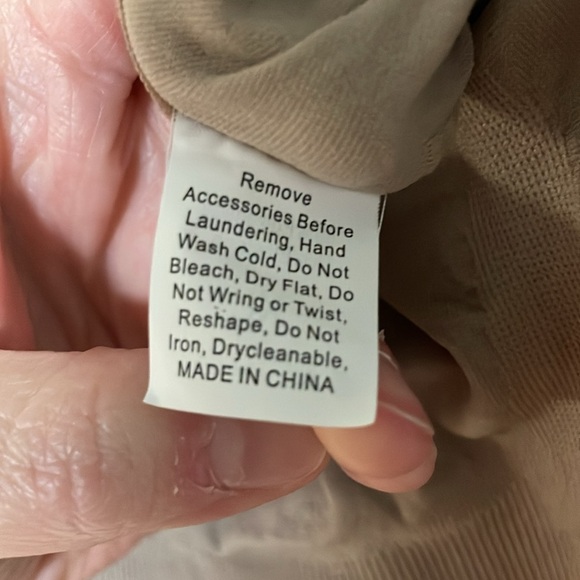 Remove
Accessories Before
Laundering, Hand
Wash Cold, Do Not
Bleach, Dry Flat, Do
Not Wring or Twist,
Reshape, Do Not
Iron, Drycleanable,
MADE IN CHINA